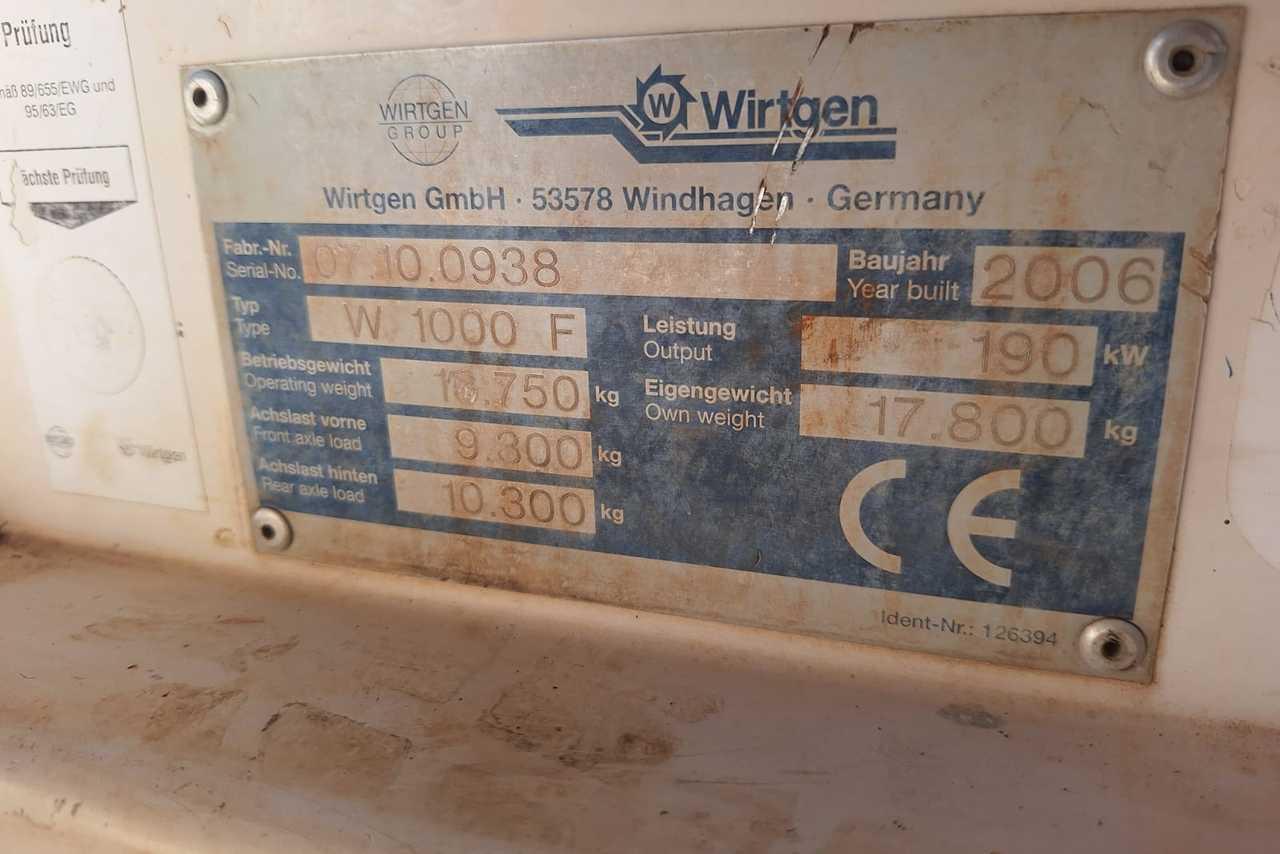 Prüfung
89/655/EWG und
95/63/EG
ächste Prüfung
Wirtgen
WIRTGEN
GROUP
W Wirtgen
Wirtgen GmbH · 53578 Windhagen · Germany
Fabr.-Nr.
Serial-No.
07.10.0938
Baujahr
Year built
2006
Typ
Type
W 1000 F
Leistung
Output
190 kW
Betriebsgewicht
Operating weight
kg
Eigengewicht
Own weight
17.800 kg
Achslast vorne
Front axle load
9.300 kg
Achslast hinten
Rear axle load
10.300 kg
CE
Ident-Nr.: 126394